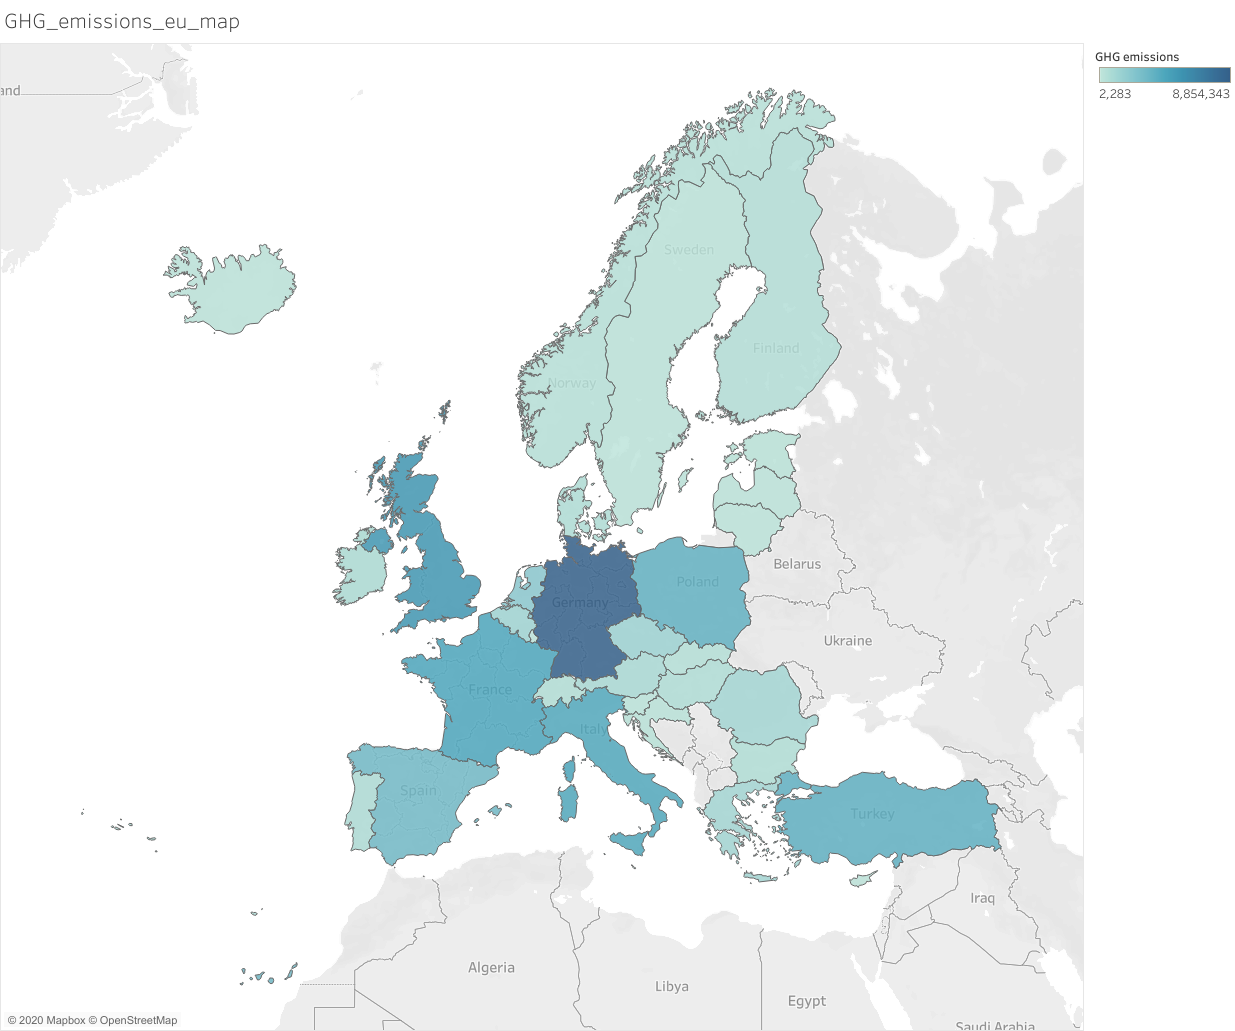 GHG_emissions_eu_map
GHG emissions
2,283
8,854,343
and
Sweden
Finland
Norway
Belarus
Poland
Germany
Ukraine
France
Italy
Spain
Turkey
Iraq
Algeria
Libya
Egypt
Saudi Arabia
© 2020 Mapbox © OpenStreetMap